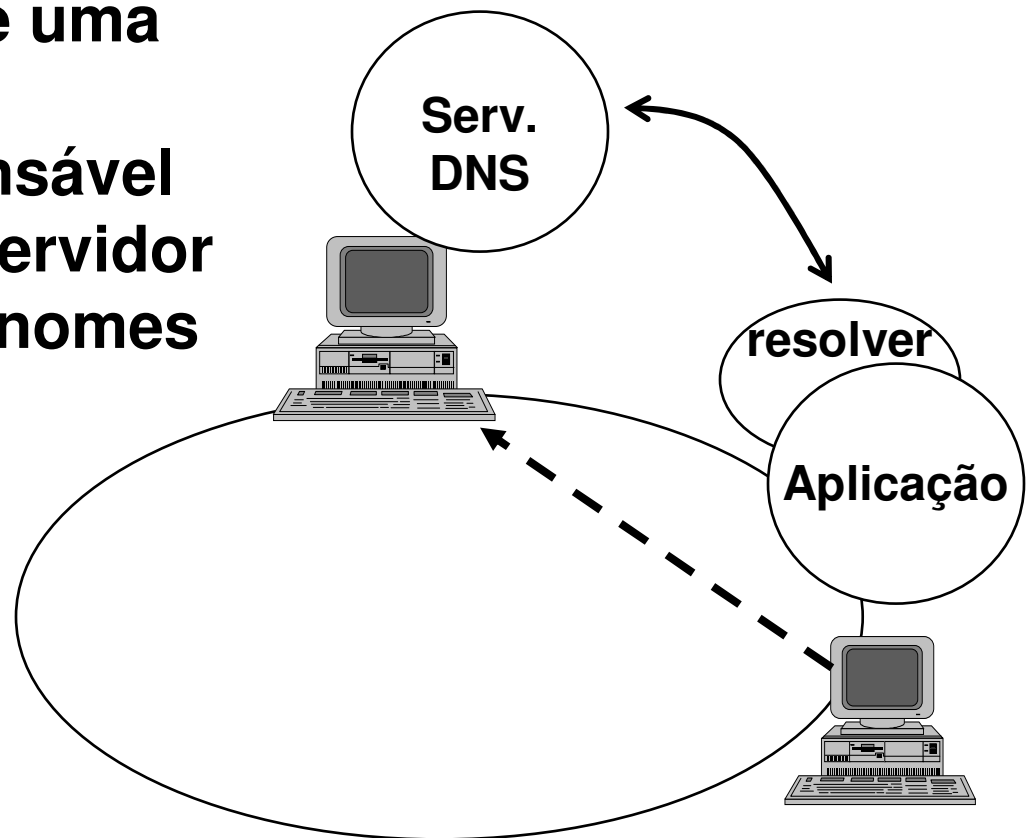 e uma
nsável
ervidor
nomes
Serv.
DNS
resolver
Aplicação